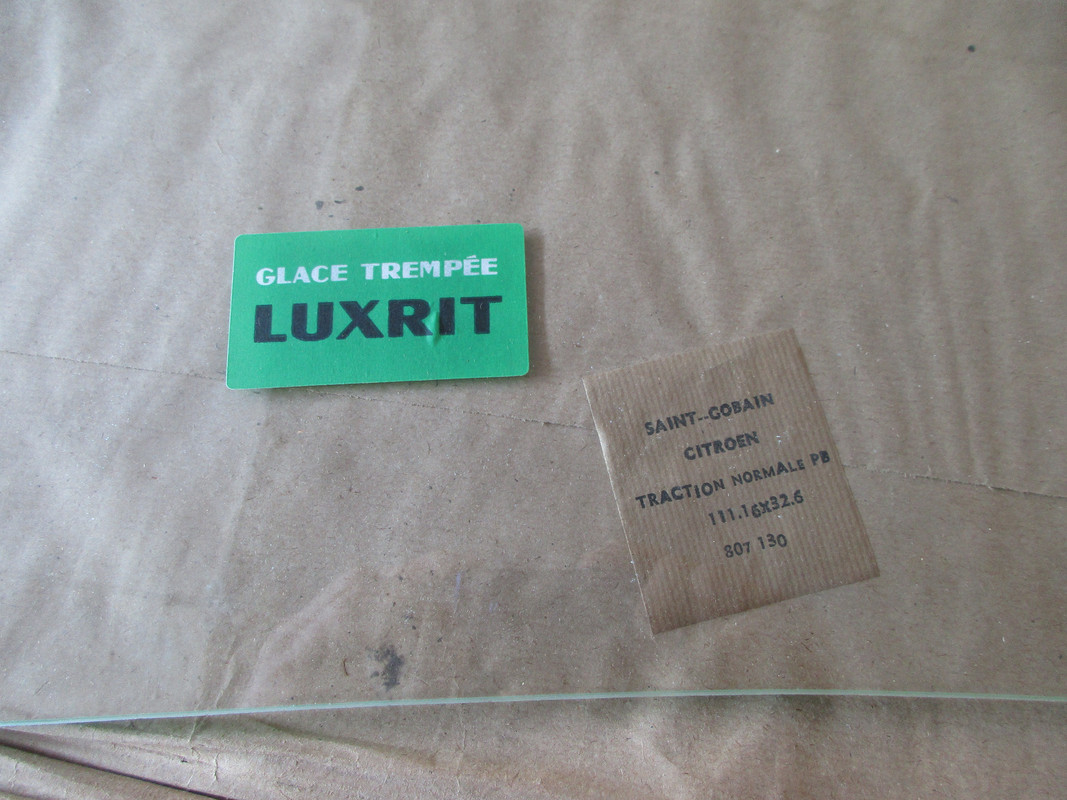 GLACE TREMPÉE
LUXRIT
SAINT--GOBAIN
CITROEN
TRACTION NORMALE PB
111.16X32.6
807 130